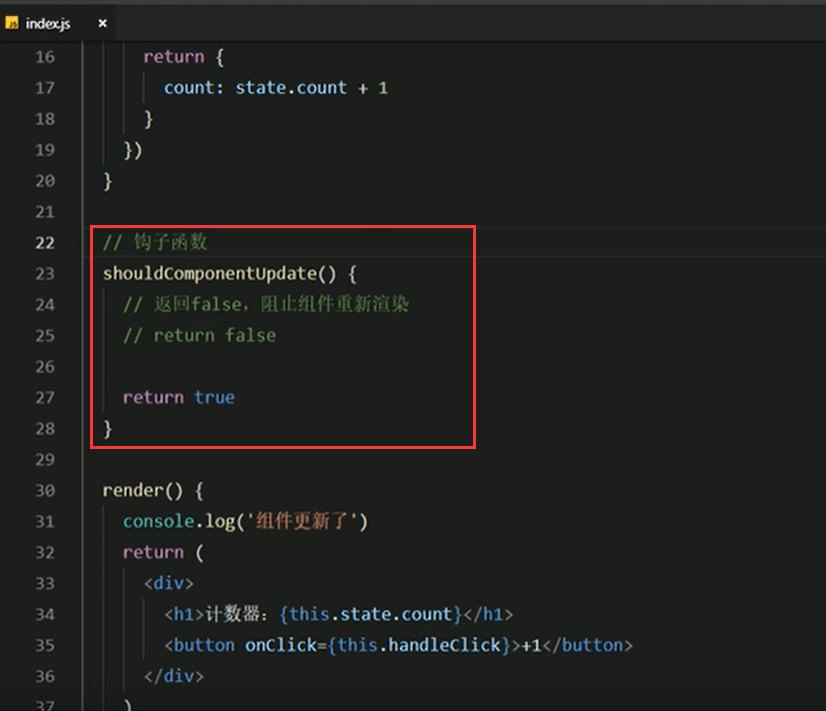 index.js ×
16 return {
17 count: state.count + 1
18 }
19 })
20 }
21
22 // 钩子函数
23 shouldComponentUpdate() {
24 // 返回false，阻止组件重新渲染
25 // return false
26
27 return true
28 }
29
30 render() {
31 console.log('组件更新了')
32 return (
33 <div>
34 <h1>计数器：{this.state.count}</h1>
35 <button onClick={this.handleClick}>+1</button>
36 </div>
37 )